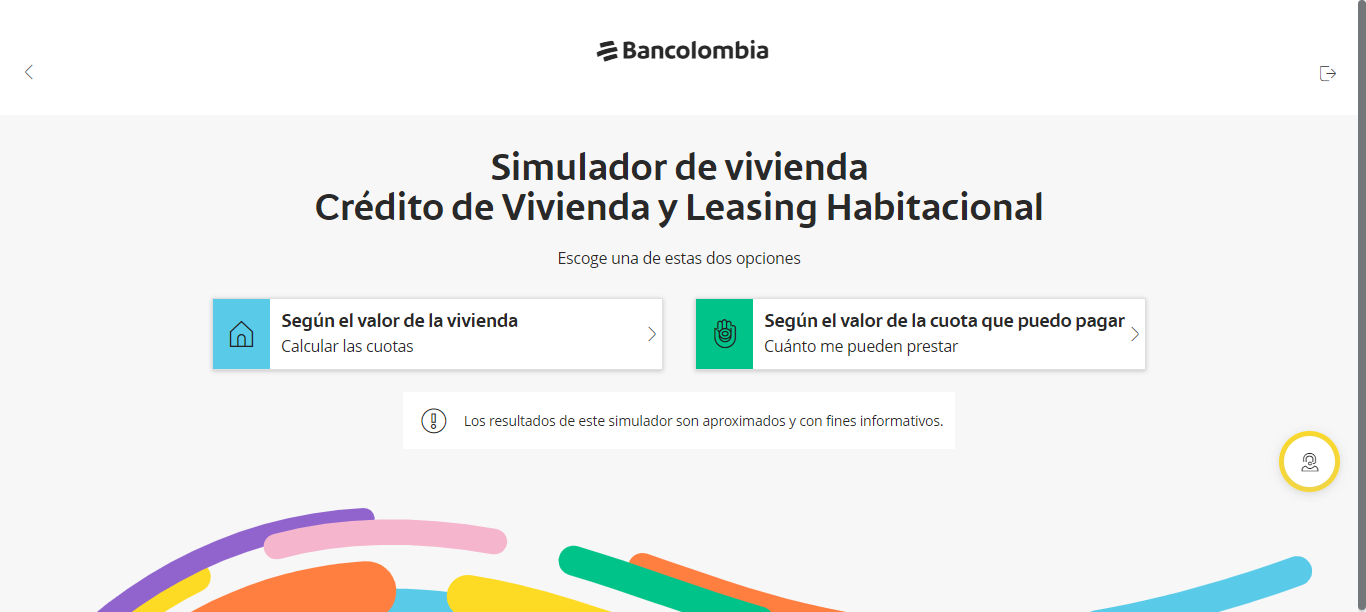 Bancolombia
Simulador de vivienda
Crédito de Vivienda y Leasing Habitacional
Escoge una de estas dos opciones
Según el valor de la vivienda
Calcular las cuotas
Según el valor de la cuota que puedo pagar
Cuánto me pueden prestar
Los resultados de este simulador son aproximados y con fines informativos.